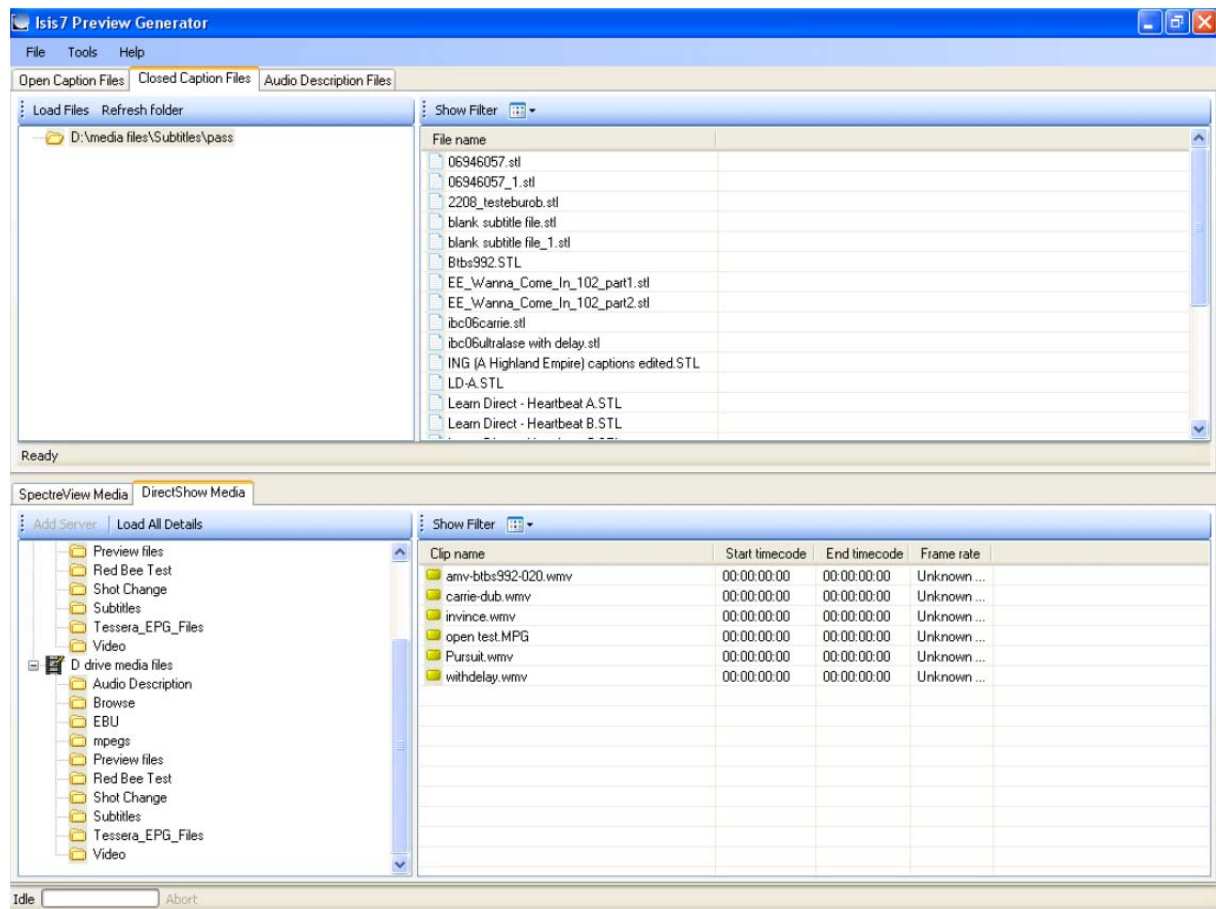 Isis7 Preview Generator
File Tools Help
Open Caption Files Closed Caption Files Audio Description Files
Load Files Refresh folder
Show Filter
D:\media files\Subtitles\pass
File name
06946057.stl
06946057_1.stl
2208_testeburob.stl
blank subtitle file.stl
blank subtitle file_1.stl
Btbs992.STL
EE_Wanna_Come_In_102_part1.stl
EE_Wanna_Come_In_102_part2.stl
ibc06carrie.stl
ibc06ultralase with delay.stl
ING (A Highland Empire) captions edited.STL
LD-A.STL
Learn Direct - Heartbeat A.STL
Learn Direct - Heartbeat B.STL
Ready
SpectreView Media DirectShow Media
Add Server Load All Details
Preview files
Red Bee Test
Shot Change
Subtitles
Tessera_EPG_Files
Video
D drive media files
Audio Description
Browse
EBU
mpegs
Preview files
Red Bee Test
Shot Change
Subtitles
Tessera_EPG_Files
Video
Show Filter
Clip name Start timecode End timecode Frame rate
amv-btbs992-020.wmv 00:00:00:00 00:00:00:00 Unknown ...
carrie-dub.wmv 00:00:00:00 00:00:00:00 Unknown ...
invince.wmv 00:00:00:00 00:00:00:00 Unknown ...
open test.MPG 00:00:00:00 00:00:00:00 Unknown ...
Pursuit.wmv 00:00:00:00 00:00:00:00 Unknown ...
withdelay.wmv 00:00:00:00 00:00:00:00 Unknown ...
Idle Abort